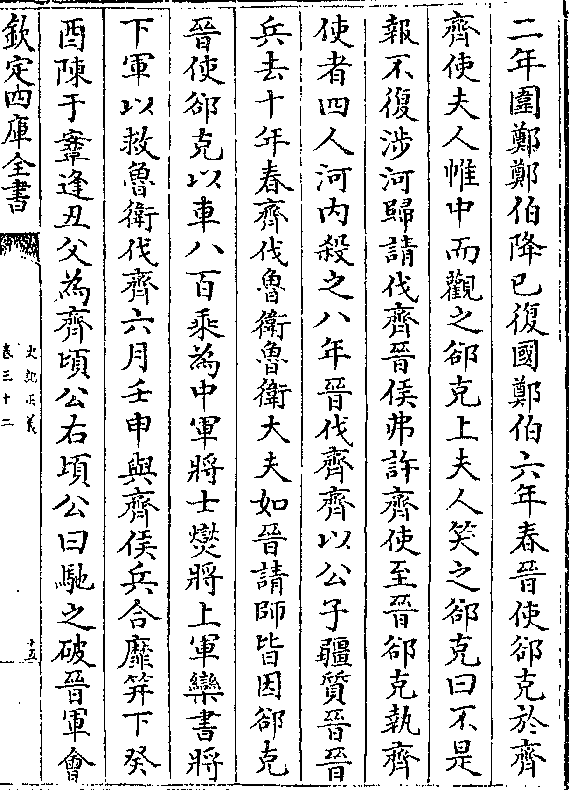 二年圍鄭鄭伯降已復國鄭伯六年春晉使郤克於齊
齊使夫人帷中而觀之郤克上夫人笑之郤克曰不是
報不復涉河歸請伐齊晉侯弗許齊使至晉郤克執齊
使者四人河内殺之八年晉伐齊齊以公子疆質晉晉
兵去十年春齊伐魯衛魯衛大夫如晉請師皆因郤克
晉使郤克以車八百乘為中軍將士燮將上軍欒書將
下軍以救魯衛伐齊六月壬申與齊侯兵合靡笄下癸
酉陳于鞌逢丑父為齊頃公右頃公曰馳之破晉軍會
欽定四庫全書
史記正義
卷三十二
十五